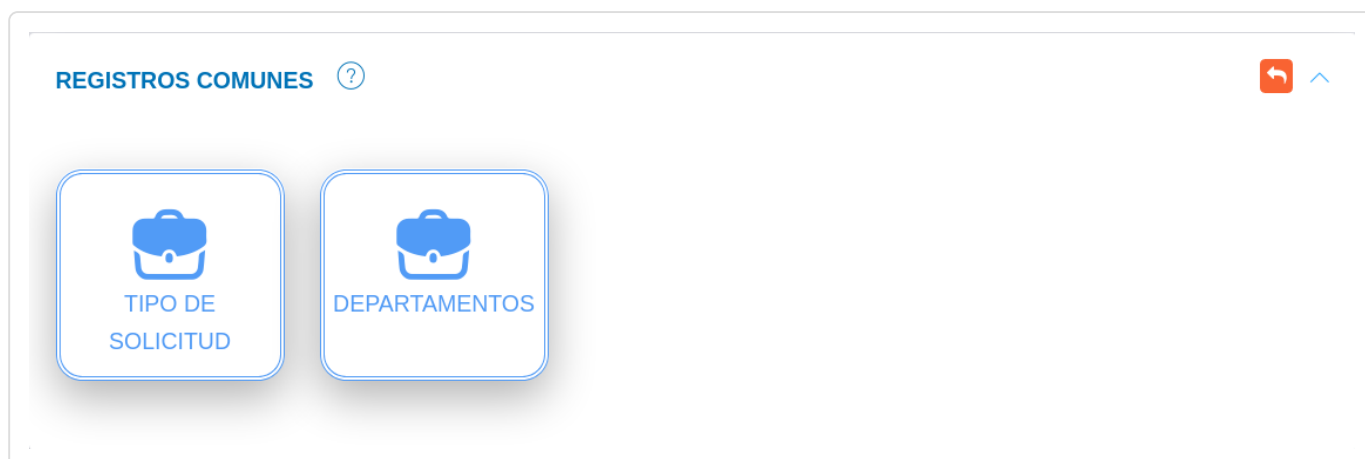 REGISTROS COMUNES ?
TIPO DE
SOLICITUD
DEPARTAMENTOS